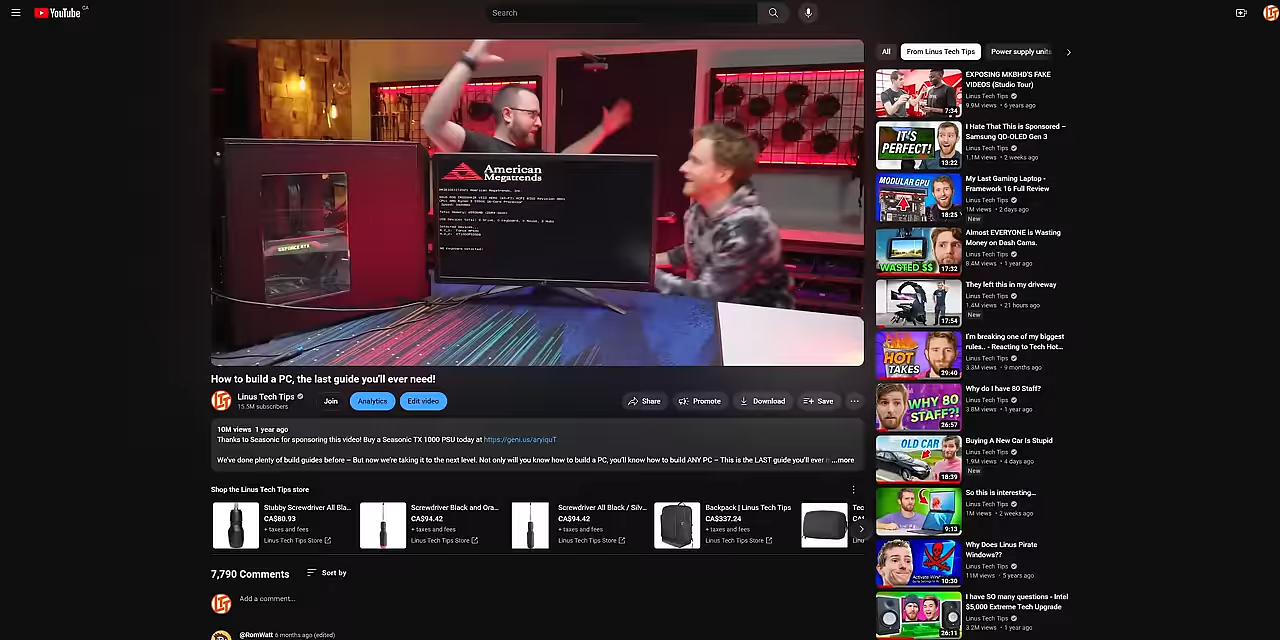 YouTube CA
Search
American
Megatrends
GEFORCE RTX
How to build a PC, the last guide you'll ever need!
Linus Tech Tips
15.5M subscribers
Join
Analytics
Edit video
Share
Promote
Download
Save
10M views 1 year ago
Thanks to Seasonic for sponsoring this video! Buy a Seasonic TX 1000 PSU today at https://geni.us/aryiquT
We've done plenty of build guides before – But now we're taking it to the next level. Not only will you know how to build a PC, you'll know how to build ANY PC – This is the LAST guide you'll ever ...more
Shop the Linus Tech Tips store
Stubby Screwdriver All Bla...
CA$80.93
+ taxes and fees
Linus Tech Tips Store
Screwdriver Black and Ora...
CA$94.42
+ taxes and fees
Linus Tech Tips Store
Screwdriver All Black / Silv...
CA$94.42
+ taxes and fees
Linus Tech Tips Store
Backpack | Linus Tech Tips
CA$337.24
+ taxes and fees
Linus Tech Tips Store
Tec
CA$
+ tax
Linu
7,790 Comments
Sort by
Add a comment...
@RomWatt 6 months ago (edited)
All
From Linus Tech Tips
Power supply units
EXPOSING MKBHD'S FAKE
VIDEOS (Studio Tour)
Linus Tech Tips
9.9M views • 6 years ago
7:34
IT'S
PERFECT!
13:22
I Hate That This is Sponsored –
Samsung QD-OLED Gen 3
Linus Tech Tips
1.1M views • 2 weeks ago
MODULAR GPU
18:25
My Last Gaming Laptop -
Framework 16 Full Review
Linus Tech Tips
1M views • 2 days ago
New
WASTED $$
17:32
Almost EVERYONE is Wasting
Money on Dash Cams.
Linus Tech Tips
8.4M views • 1 year ago
17:54
They left this in my driveway
Linus Tech Tips
1.4M views • 21 hours ago
New
HOT
TAKES
29:40
I'm breaking one of my biggest
rules.. - Reacting to Tech Hot...
Linus Tech Tips
3.3M views • 9 months ago
WHY 80
STAFF?!
26:57
Why do I have 80 Staff?
Linus Tech Tips
3.8M views • 1 year ago
OLD CAR
18:39
Buying A New Car Is Stupid
Linus Tech Tips
1.9M views • 4 days ago
New
9:13
So this is interesting...
Linus Tech Tips
1M views • 2 weeks ago
Activate Wind
10:30
Why Does Linus Pirate
Windows??
Linus Tech Tips
11M views • 5 years ago
26:11
I have SO many questions - Intel
$5,000 Extreme Tech Upgrade
Linus Tech Tips
3.2M views • 1 year ago